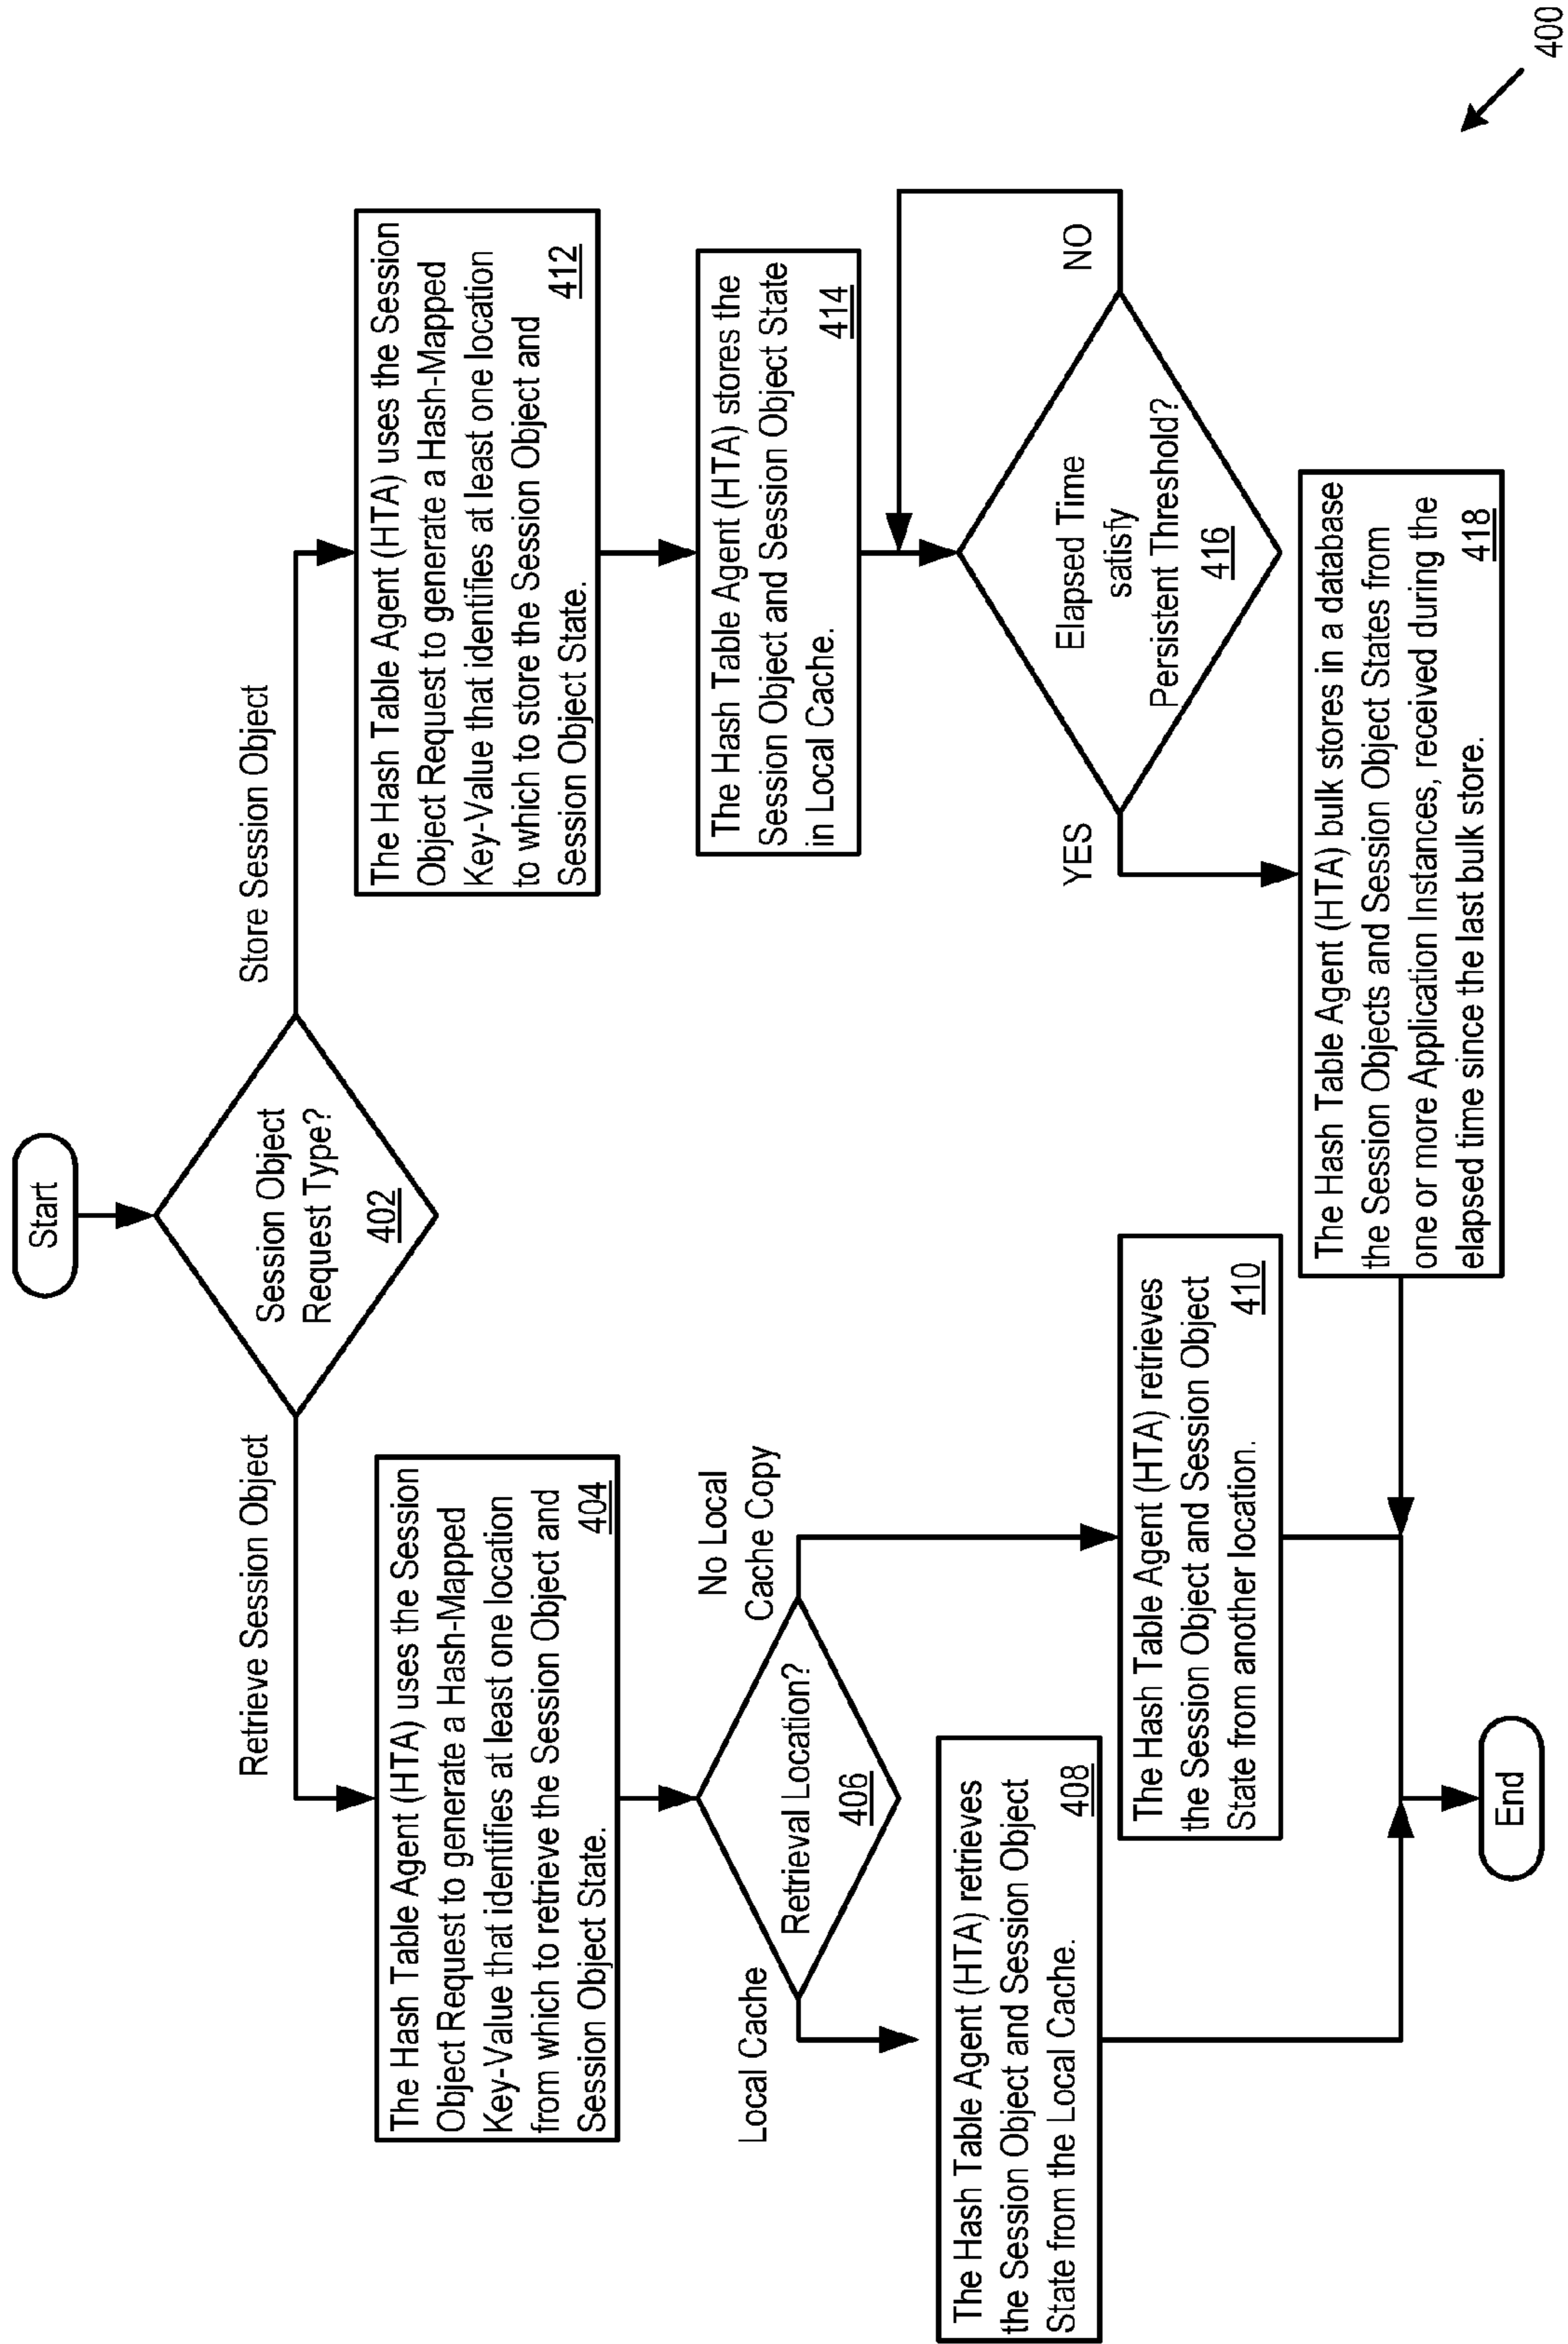 Start
Session Object
Request Type?
402
Retrieve Session Object
Store Session Object
The Hash Table Agent (HTA) uses the Session
Object Request to generate a Hash-Mapped
Key-Value that identifies at least one location
from which to retrieve the Session Object and
Session Object State.
404
Retrieval Location?
406
Local Cache
No Local
Cache Copy
The Hash Table Agent (HTA) retrieves
the Session Object and Session Object
State from the Local Cache.
408
The Hash Table Agent (HTA) retrieves
the Session Object and Session Object
State from another location.
410
The Hash Table Agent (HTA) uses the Session
Object Request to generate a Hash-Mapped
Key-Value that identifies at least one location
to which to store the Session Object and
Session Object State.
412
The Hash Table Agent (HTA) stores the
Session Object and Session Object State
in Local Cache.
414
Elapsed Time
satisfy
Persistent Threshold?
416
YES
NO
The Hash Table Agent (HTA) bulk stores in a database
the Session Objects and Session Object States from
one or more Application Instances, received during the
elapsed time since the last bulk store.
418
End
400